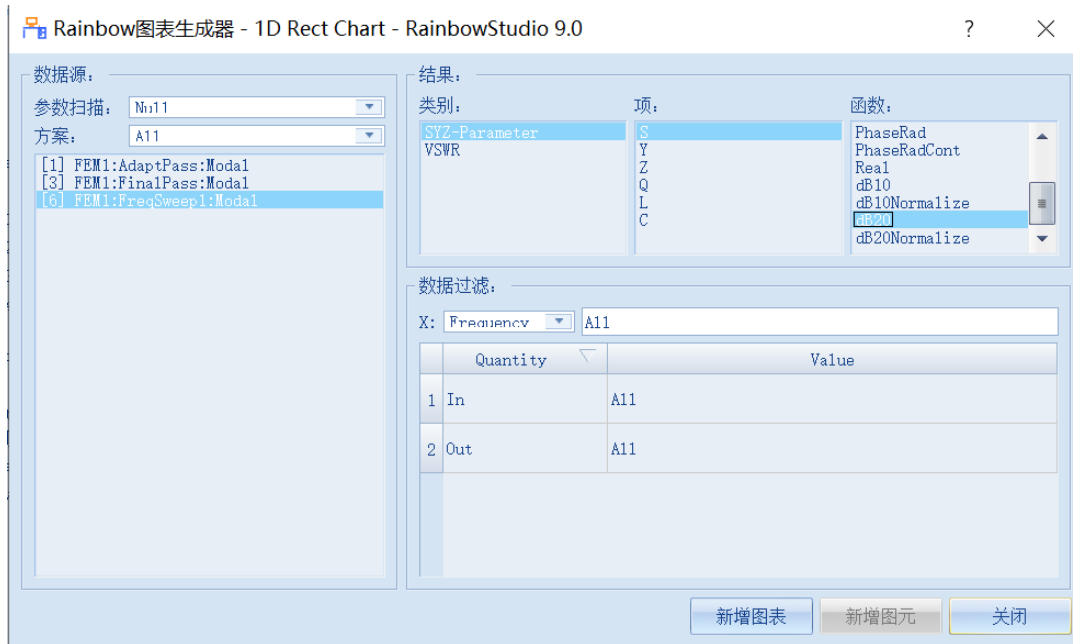 Rainbow图表生成器 - 1D Rect Chart - RainbowStudio 9.0
?
数据源:
参数扫描: Null
方案: All
[1] FEM1:AdaptPass:Modal
[3] FEM1:FinalPass:Modal
[6] FEM1:FreqSweep1:Modal
结果:
类别:
SYZ-Parameter
VSWR
项:
S
Y
Z
Q
L
C
函数:
PhaseRad
PhaseRadCont
Real
dB10
dB10Normalize
dB20
dB20Normalize
数据过滤:
X: Frequency All
Quantity Value
1 In All
2 Out All
新增图表 新增图元 关闭